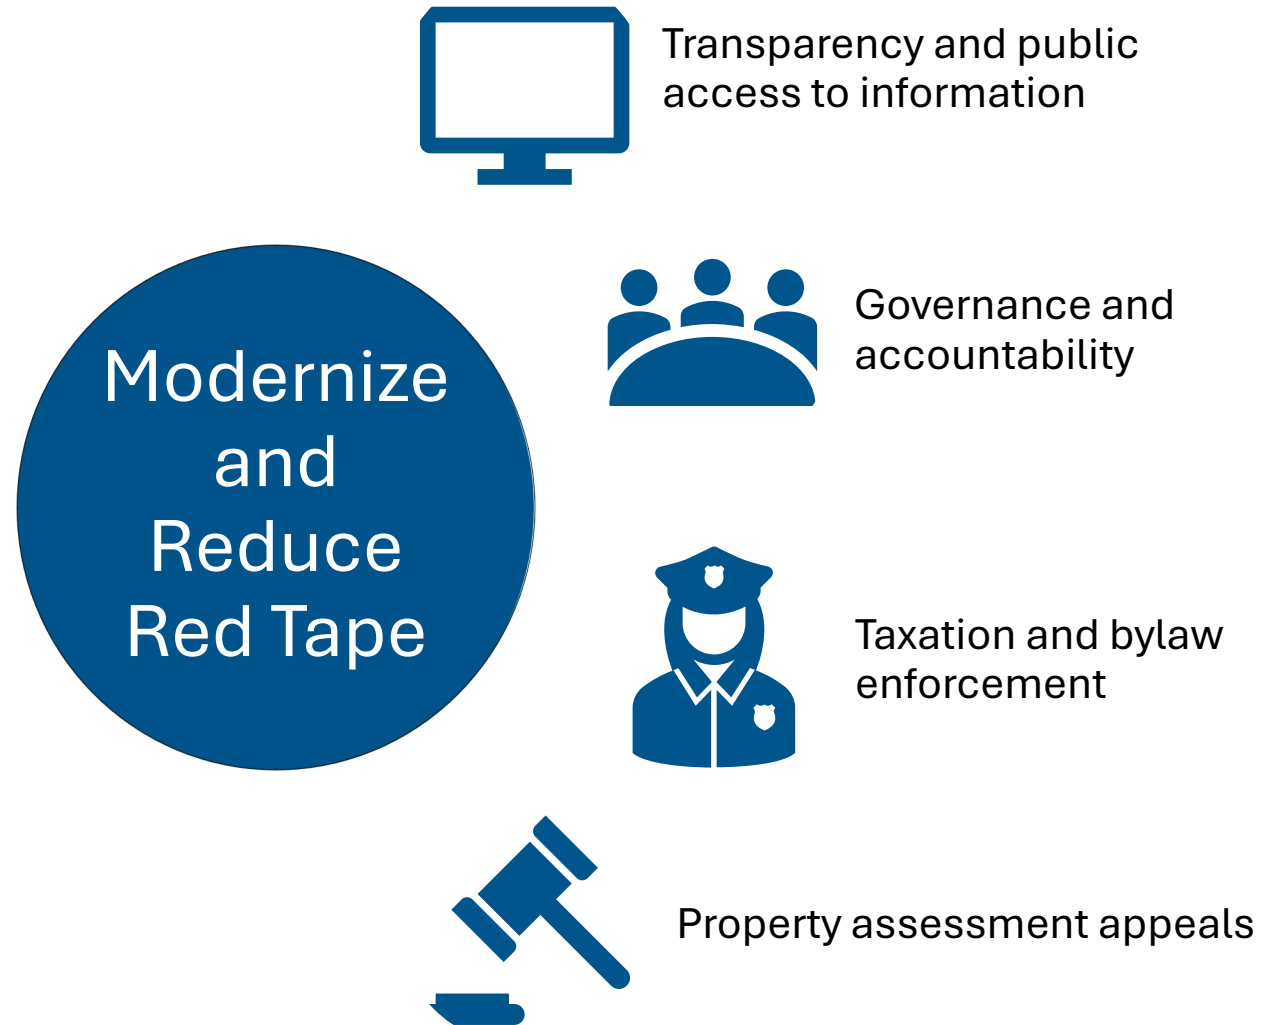 Transparency and public
access to information
Modernize
and
Reduce
Red Tape
Governance and
accountability
Taxation and bylaw
enforcement
Property assessment appeals